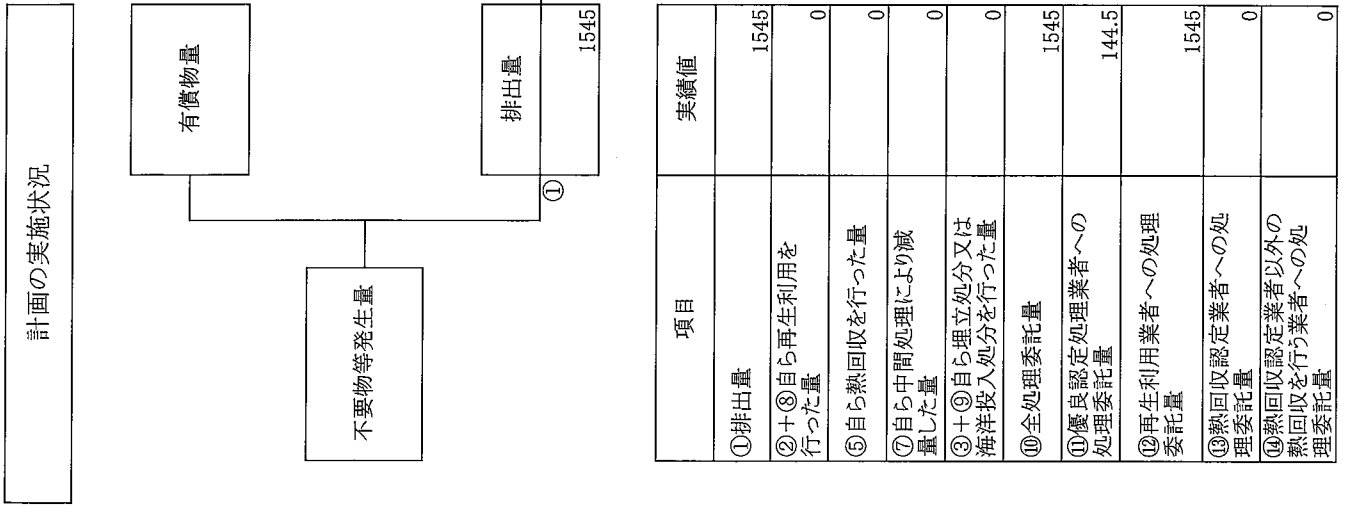 計画の実施状況
有償物量
不要物等発生量
排出量
①
1545
項目
実績値
①排出量
1545
②+⑧自ら再生利用を
行った量
0
⑤自ら熱回収を行った量
0
⑦自ら中間処理により減
量した量
0
③+⑨自ら埋立処分又は
海洋投入処分を行った量
0
⑩全処理委託量
1545
⑪優良認定処理業者への
処理委託量
144.5
⑫再生利用業者への処理
委託量
1545
⑬熱回収認定業者への処
理委託量
0
⑭熱回収認定業者以外の
熱回収を行う業者への処
理委託量
0